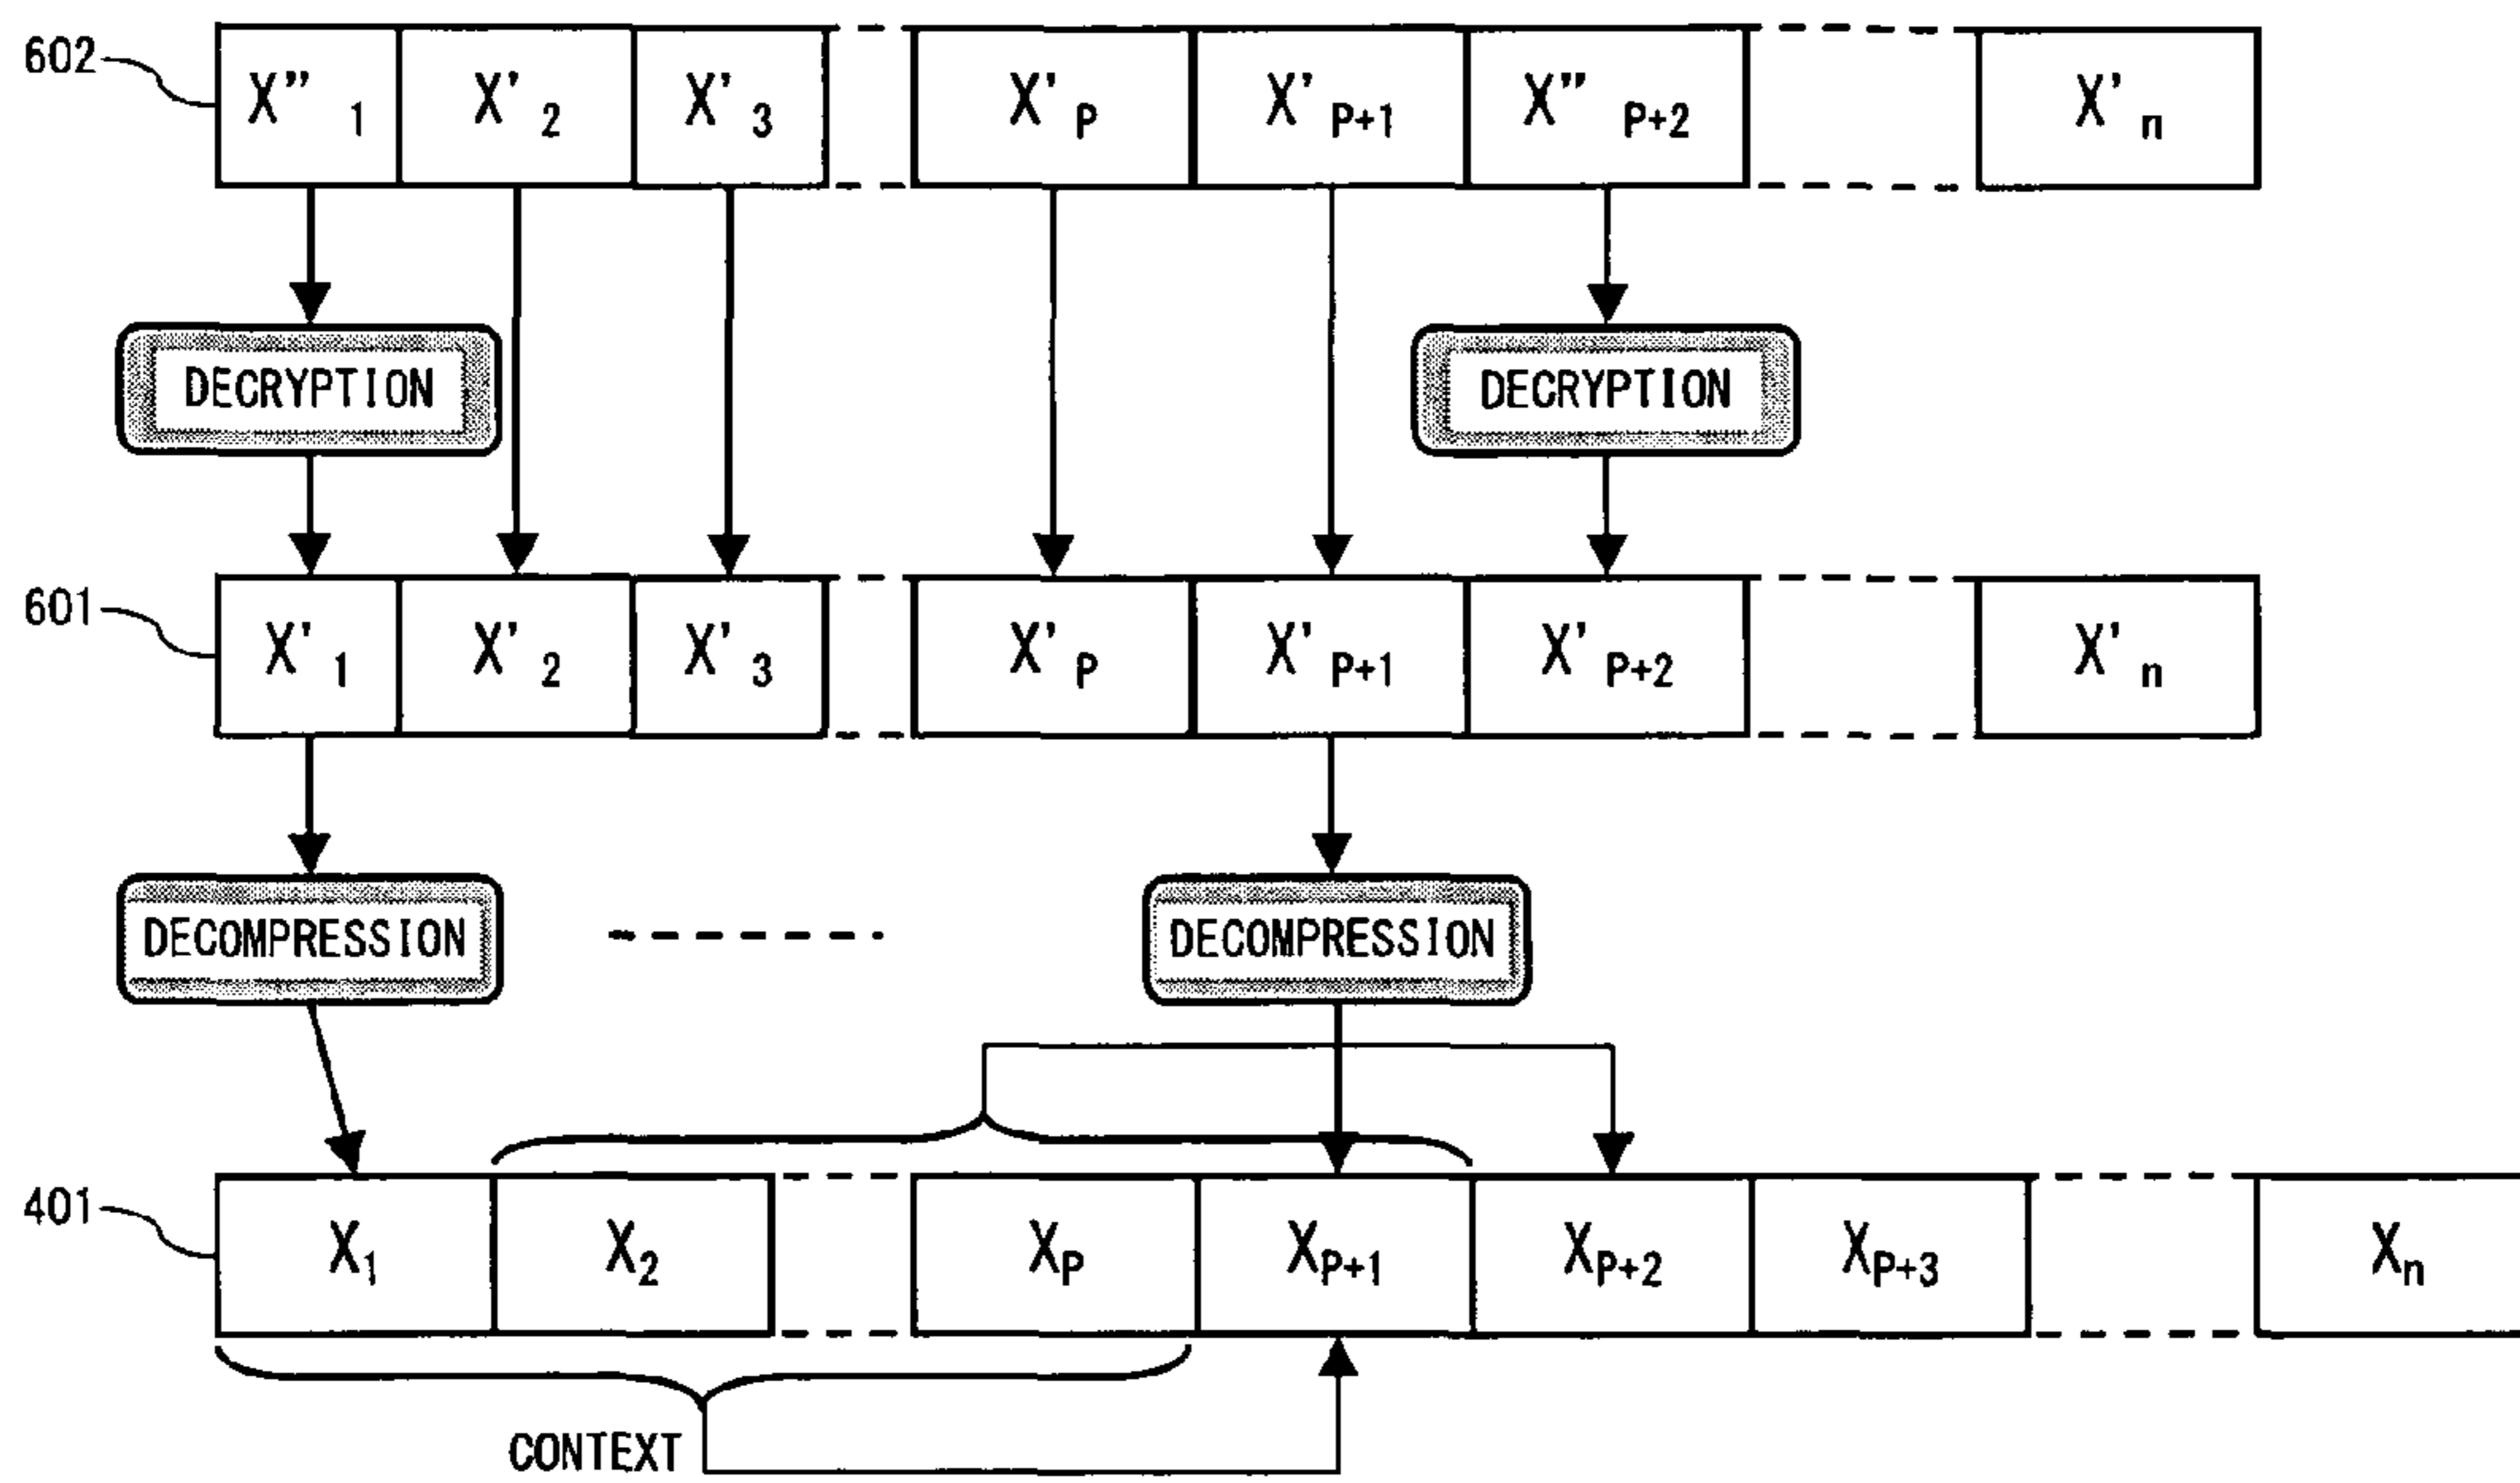 602 X”1 X’2 X’3 X’P X’P+1 X”P+2 X’n
DECRYPTION DECRYPTION
601 X’1 X’2 X’3 X’P X’P+1 X’P+2 X’n
DECOMPRESSION DECOMPRESSION
401 X1 X2 XP XP+1 XP+2 XP+3 Xn
CONTEXT